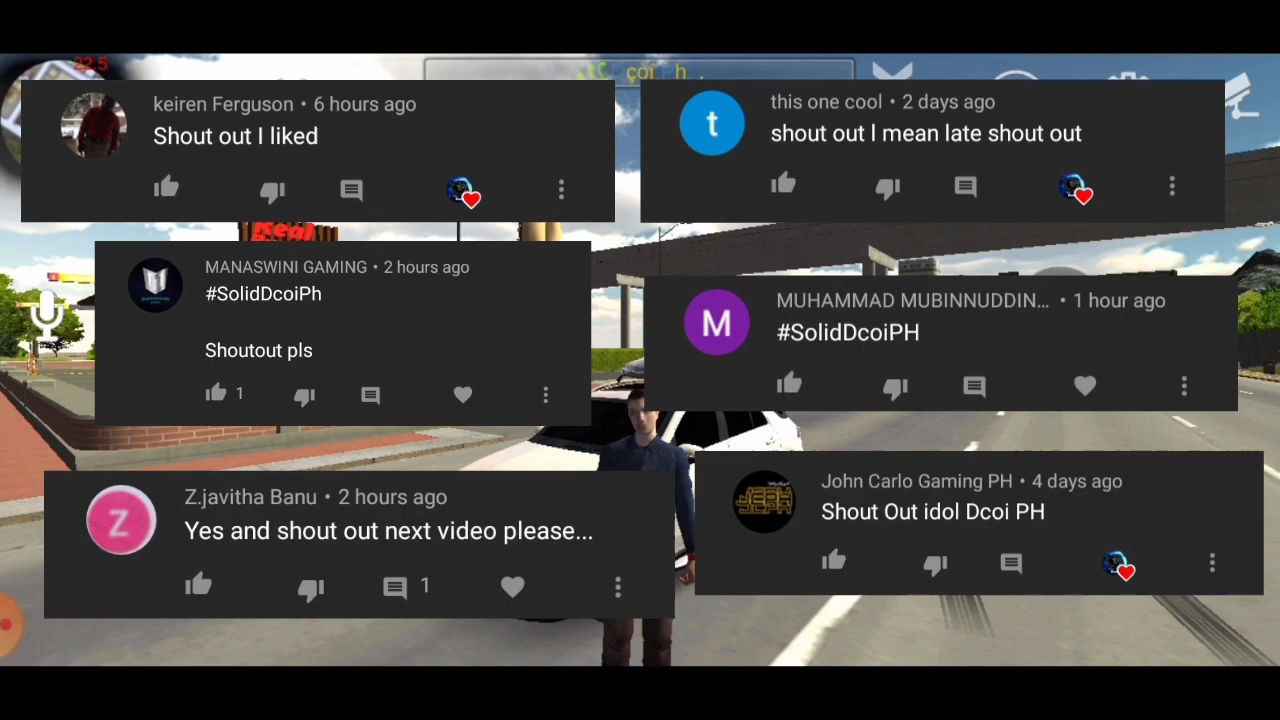 22.5
keiren Ferguson • 6 hours ago
Shout out I liked
this one cool • 2 days ago
shout out I mean late shout out
Real
MANASWINI GAMING • 2 hours ago
#SolidDcoiPh
Shoutout pls
1
MUHAMMAD MUBINNUDDIN... • 1 hour ago
M
#SolidDcoiPH
Z.javitha Banu • 2 hours ago
Z
Yes and shout out next video please...
1
John Carlo Gaming PH • 4 days ago
Shout Out idol Dcoi PH
t